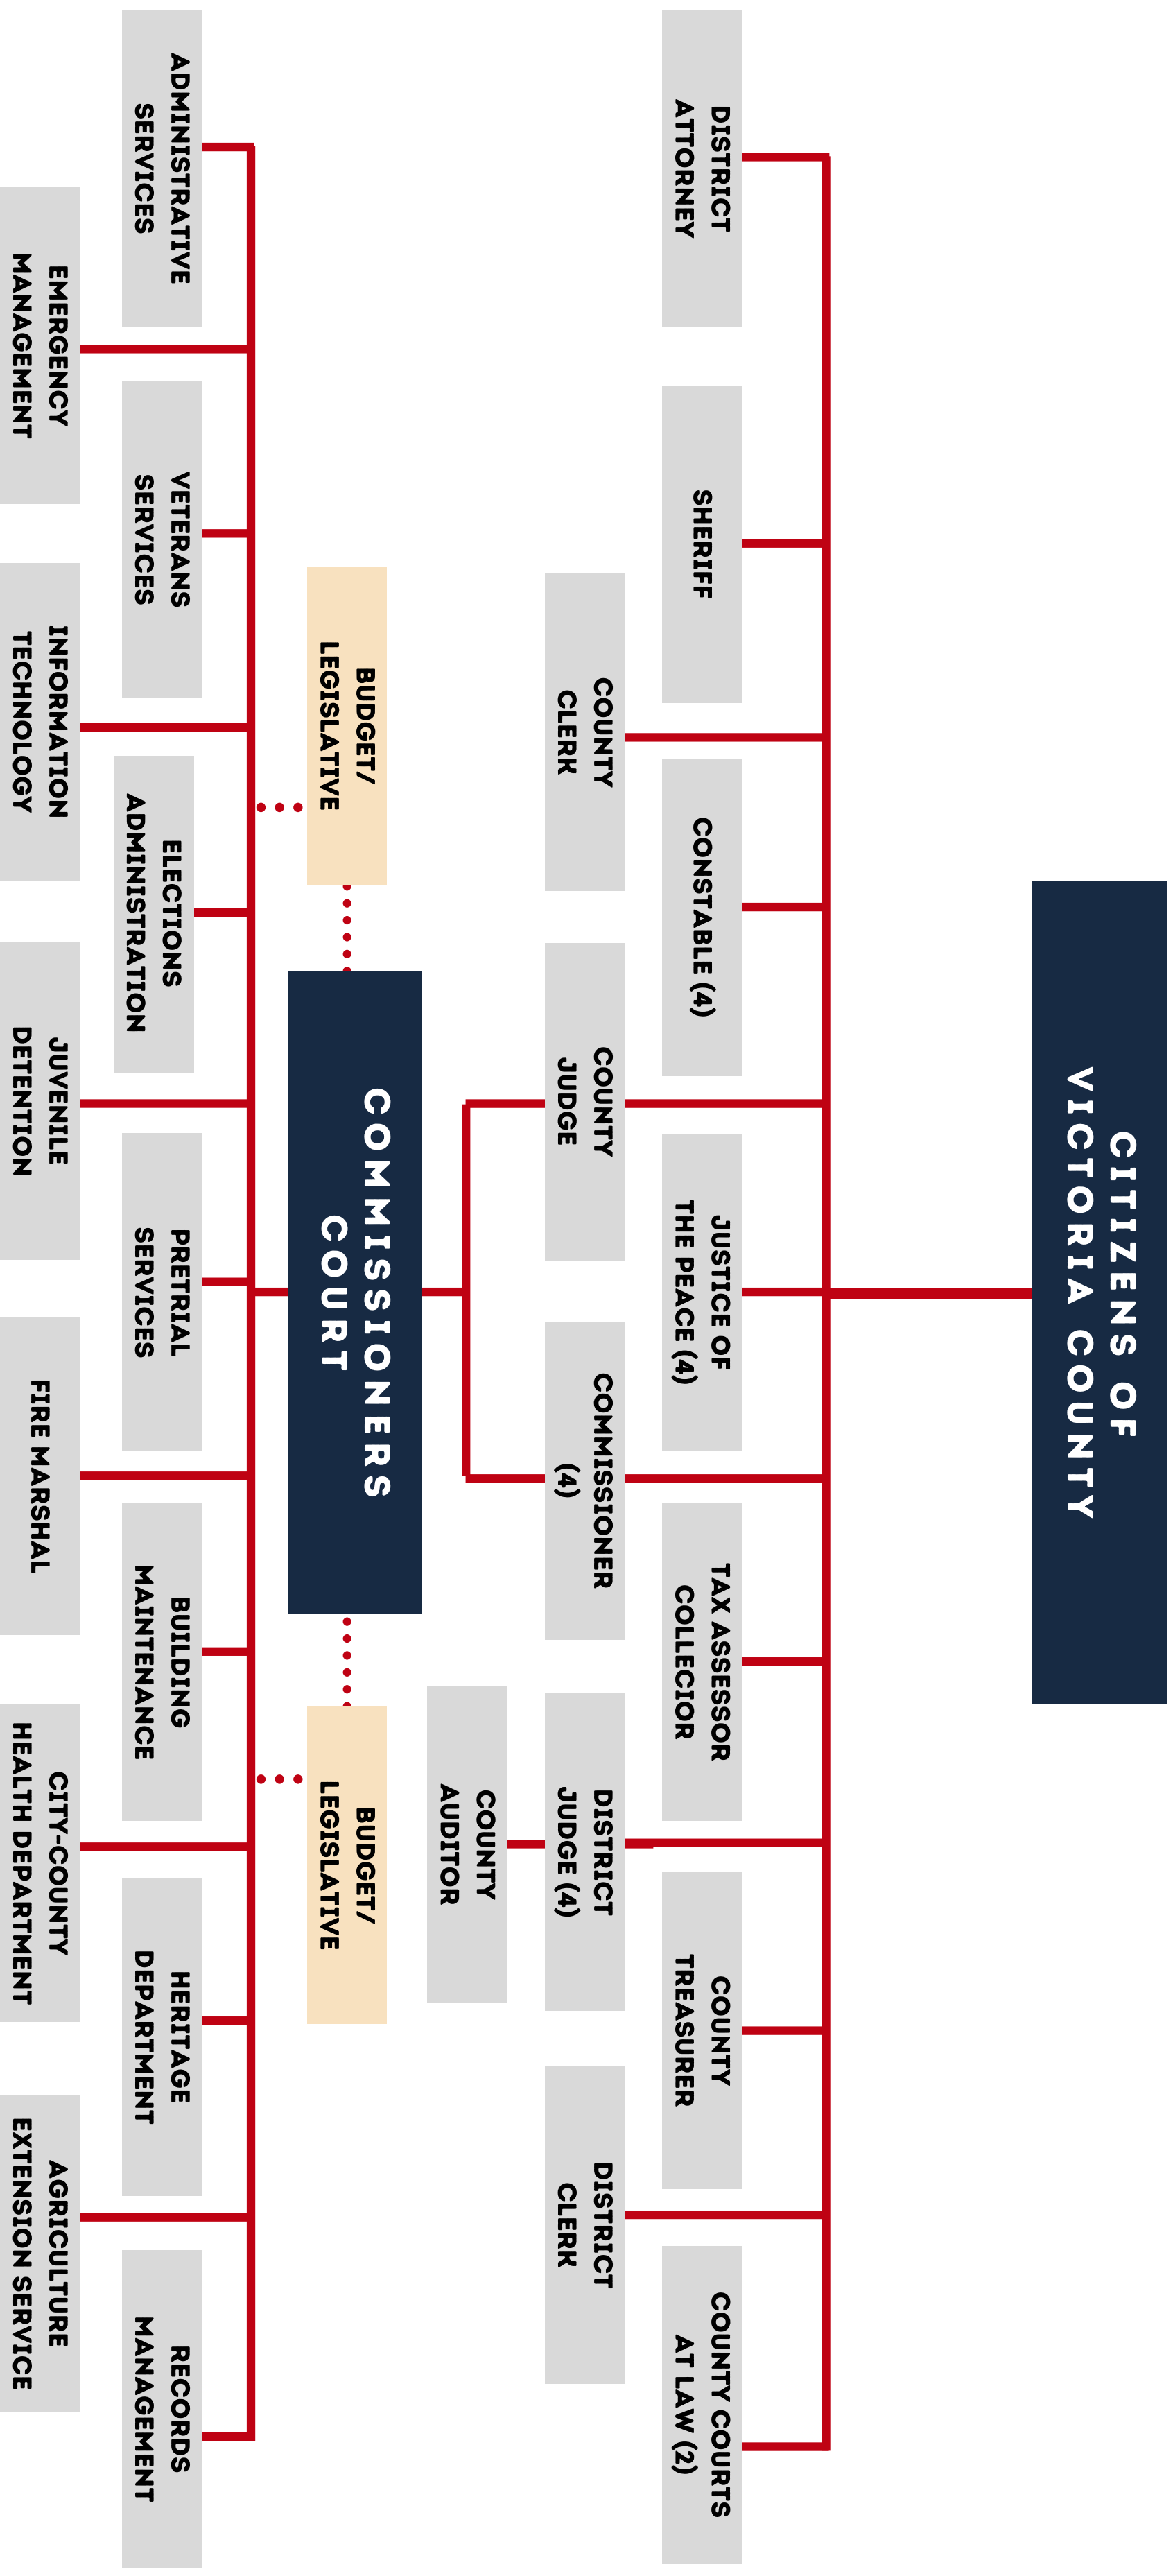 CITIZENS OF
VICTORIA COUNTY
DISTRICT
ATTORNEY
SHERIFF
CONSTABLE (4)
JUSTICE OF
THE PEACE (4)
TAX ASSESSOR
COLLECIOR
COUNTY
TREASURER
COUNTY COURTS
AT LAW (2)
COUNTY
CLERK
COUNTY
JUDGE
COMMISSIONER
(4)
DISTRICT
JUDGE (4)
DISTRICT
CLERK
COUNTY
AUDITOR
BUDGET/
LEGISLATIVE
COMMISSIONERS
COURT
BUDGET/
LEGISLATIVE
ADMINISTRATIVE
SERVICES
VETERANS
SERVICES
ELECTIONS
ADMINISTRATION
PRETRIAL
SERVICES
BUILDING
MAINTENANCE
HERITAGE
DEPARTMENT
RECORDS
MANAGEMENT
EMERGENCY
MANAGEMENT
INFORMATION
TECHNOLOGY
JUVENILE
DETENTION
FIRE MARSHAL
CITY-COUNTY
HEALTH DEPARTMENT
AGRICULTURE
EXTENSION SERVICE